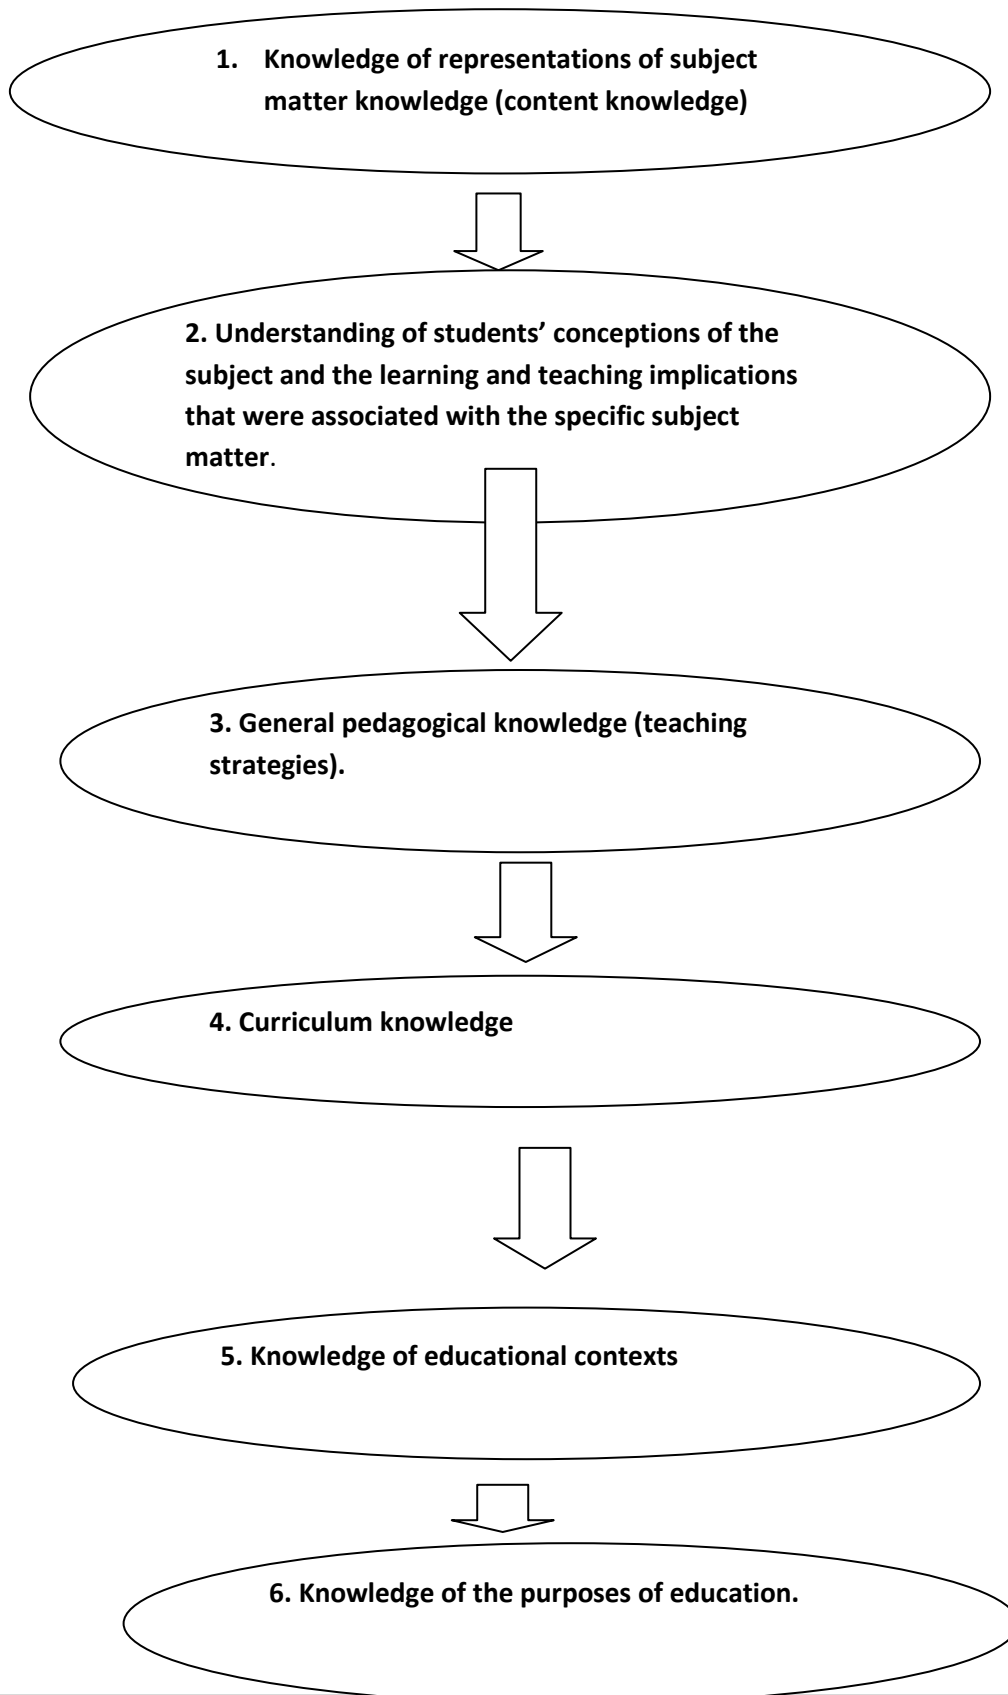 1. Knowledge of representations of subject
matter knowledge (content knowledge)
2. Understanding of students’ conceptions of the
subject and the learning and teaching implications
that were associated with the specific subject
matter.
3. General pedagogical knowledge (teaching
strategies).
4. Curriculum knowledge
5. Knowledge of educational contexts
6. Knowledge of the purposes of education.